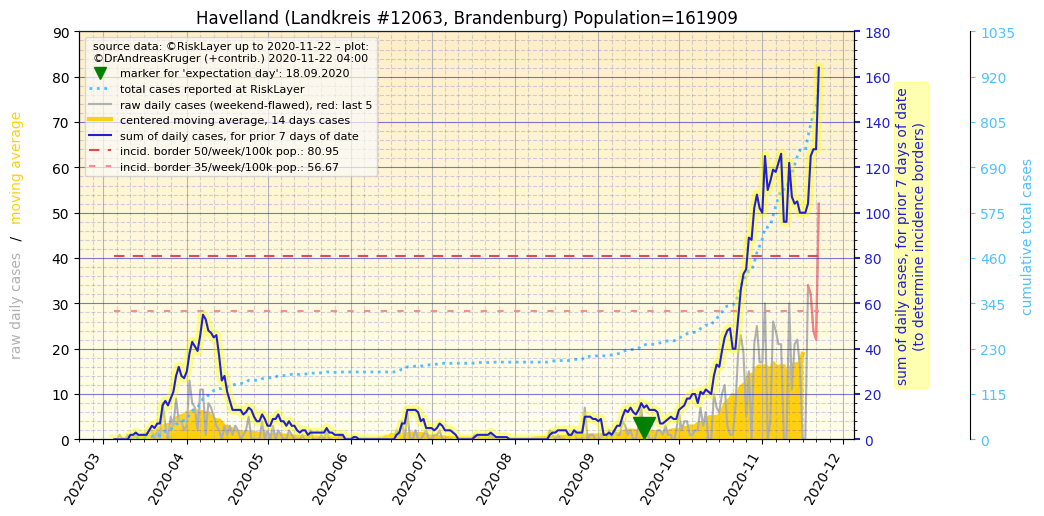 Havelland (Landkreis #12063, Brandenburg) Population=161909
source data: ©RiskLayer up to 2020-11-22 – plot:
©DrAndreasKruger (+contrib.) 2020-11-22 04:00
marker for 'expectation day': 18.09.2020
total cases reported at RiskLayer
raw daily cases (weekend-flawed), red: last 5
centered moving average, 14 days cases
sum of daily cases, for prior 7 days of date
incid. border 50/week/100k pop.: 80.95
incid. border 35/week/100k pop.: 56.67
raw daily cases / moving average
90
80
70
60
50
40
30
20
10
0
2020-03
2020-04
2020-05
2020-06
2020-07
2020-08
2020-09
2020-10
2020-11
2020-12
180
160
140
120
100
80
60
40
20
0
sum of daily cases, for prior 7 days of date
(to determine incidence borders)
1035
920
805
690
575
460
345
230
115
0
cumulative total cases